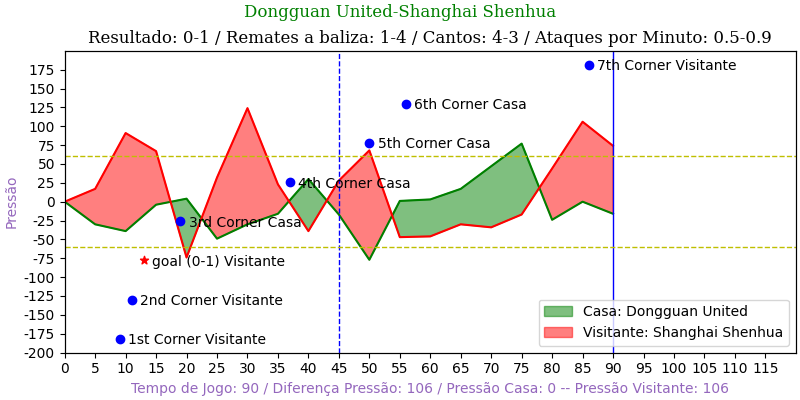 Dongguan United-Shanghai Shenhua
Resultado: 0-1 / Remates a baliza: 1-4 / Cantos: 4-3 / Ataques por Minuto: 0.5-0.9
Pressão
175
150
125
100
75
50
25
0
-25
-50
-75
-100
-125
-150
-175
-200
7th Corner Visitante
6th Corner Casa
5th Corner Casa
4th Corner Casa
3rd Corner Casa
goal (0-1) Visitante
2nd Corner Visitante
1st Corner Visitante
Casa: Dongguan United
Visitante: Shanghai Shenhua
0 5 10 15 20 25 30 35 40 45 50 55 60 65 70 75 80 85 90 95 100 105 110 115
Tempo de Jogo: 90 / Diferença Pressão: 106 / Pressão Casa: 0 -- Pressão Visitante: 106